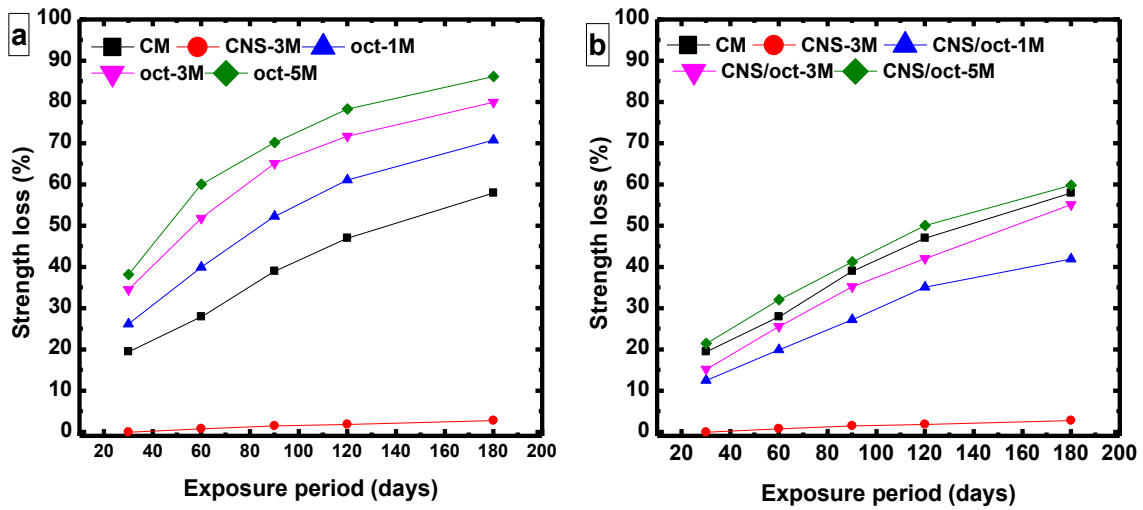 a
CM CNS-3M oct-1M
oct-3M oct-5M
Strength loss (%)
100
90
80
70
60
50
40
30
20
10
0
20 40 60 80 100 120 140 160 180 200
Exposure period (days)
b
CM CNS-3M CNS/oct-1M
CNS/oct-3M CNS/oct-5M
Strength loss (%)
100
90
80
70
60
50
40
30
20
10
0
20 40 60 80 100 120 140 160 180 200
Exposure period (days)